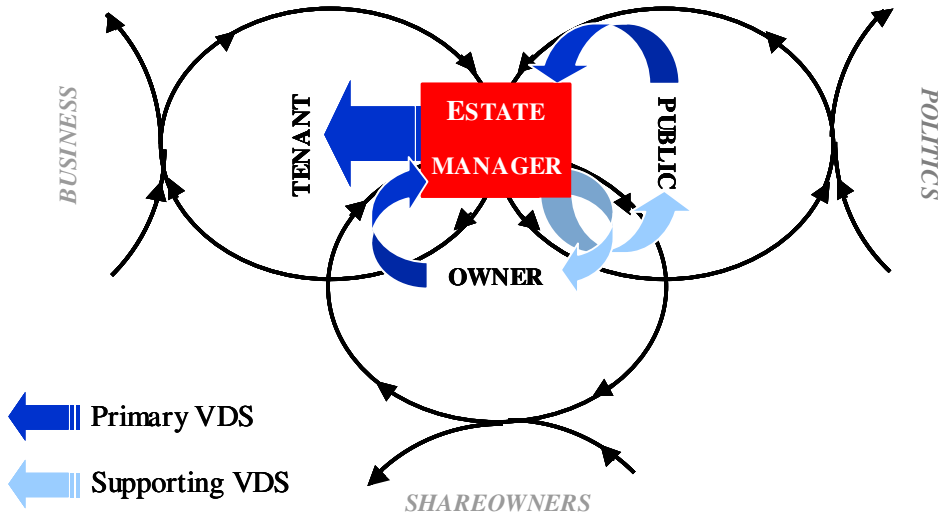 ESTATE
MANAGER
BUSINESS
TENANT
PUBLIC
POLITICS
OWNER
Primary VDS
Supporting VDS
SHAREOWNERS